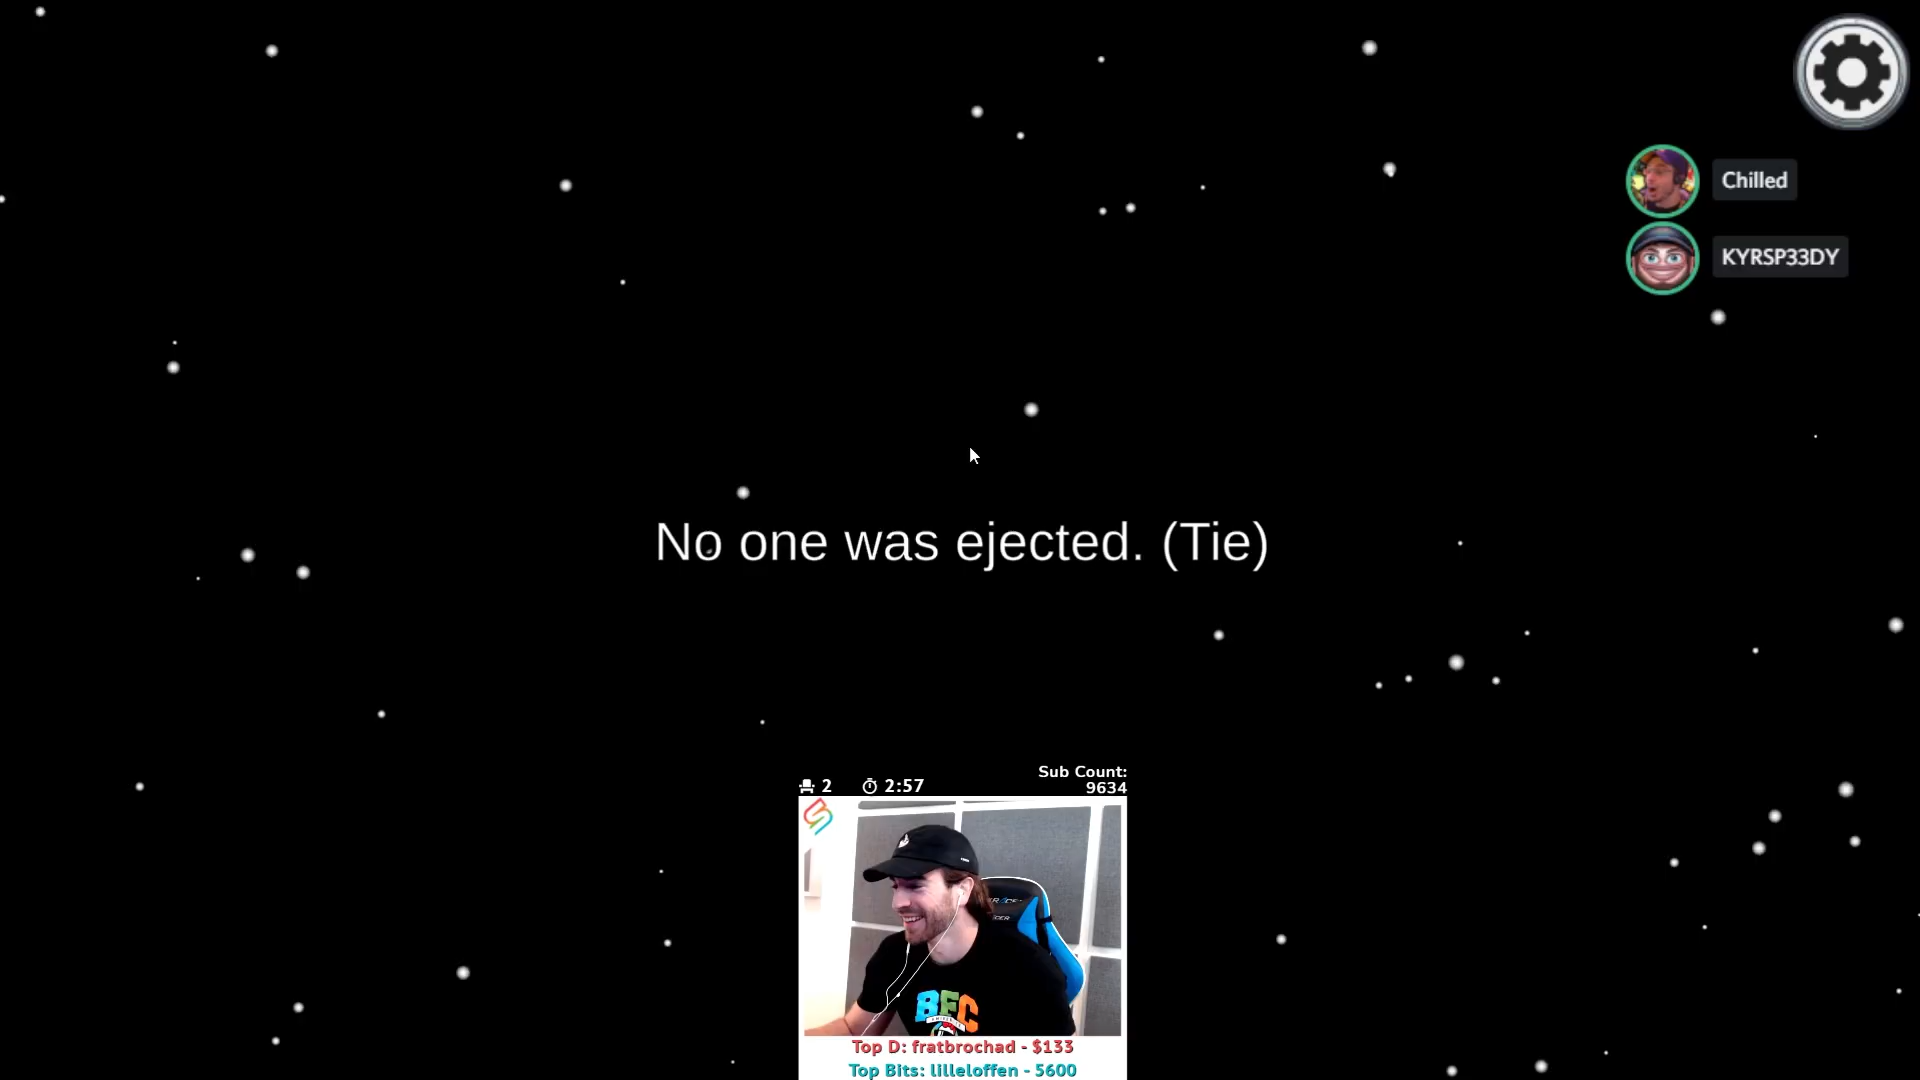 Chilled
KYRSP33DY
No one was ejected. (Tie)
Sub Count:
2 2:57 9634
BFC
Top D: fratbrochad - $133
Top Bits: lilleloffen - 5600